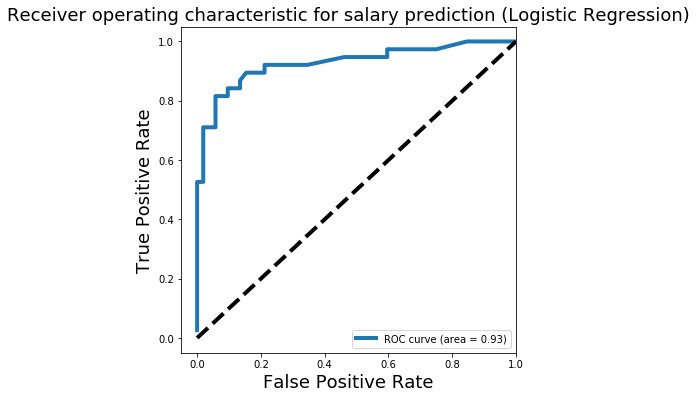 Receiver operating characteristic for salary prediction (Logistic Regression)
True Positive Rate
1.0
0.8
0.6
0.4
0.2
0.0
ROC curve (area = 0.93)
0.0 0.2 0.4 0.6 0.8 1.0
False Positive Rate